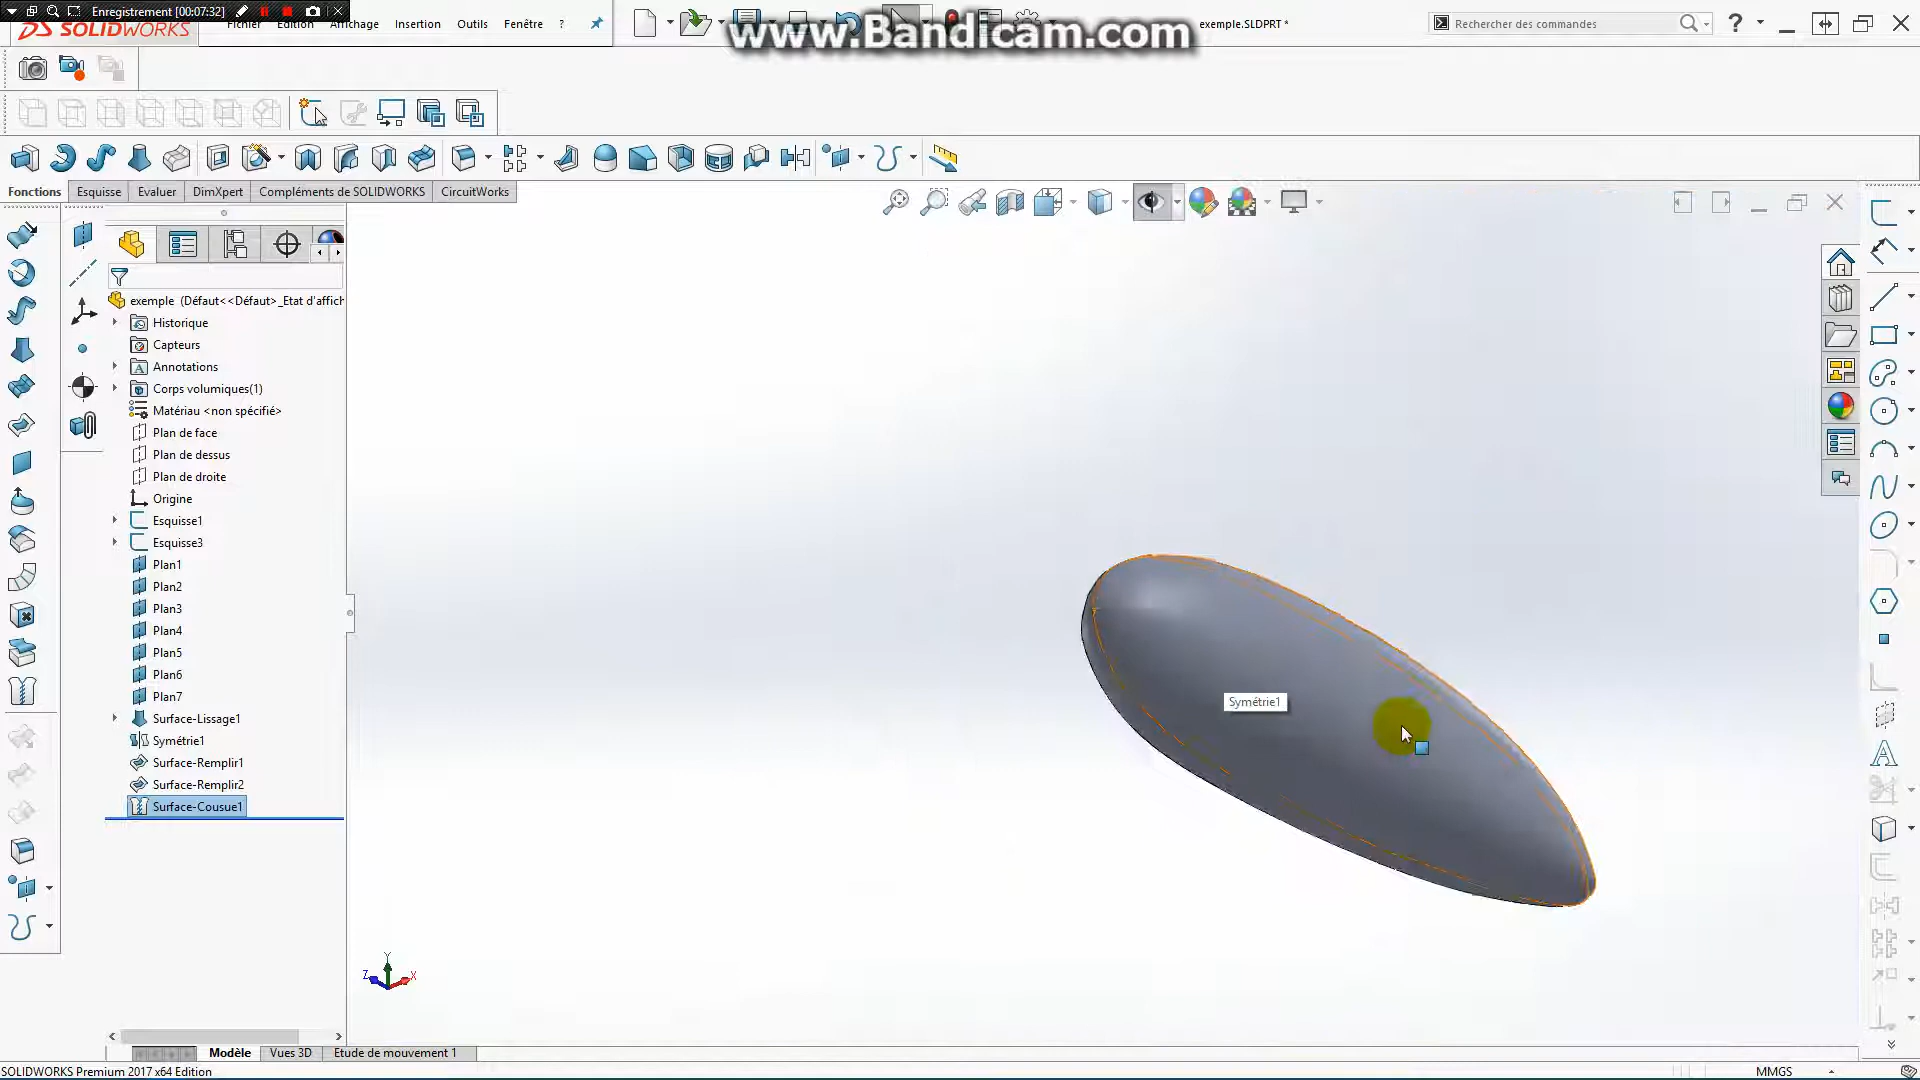 Enregistrement [00:07:32]
SOLIDWORKS
Fichier
Affichage
Insertion
Outils
Fenêtre
?
www.Bandicam.com
exemple.SLDPRT *
Rechercher des commandes
?
Fonctions
Esquisse
Evaluer
DimXpert
Compléments de SOLIDWORKS
CircuitWorks
exemple (Défaut<<Défaut>_Etat d'affich
Historique
Capteurs
Annotations
Corps volumiques(1)
Matériau <non spécifié>
Plan de face
Plan de dessus
Plan de droite
Origine
Esquisse1
Esquisse3
Plan1
Plan2
Plan3
Plan4
Plan5
Plan6
Plan7
Surface-Lissage1
Symétrie1
Surface-Remplir1
Surface-Remplir2
Surface-Cousue1
Symétrie1
Y
Z
X
Modèle
Vues 3D
Etude de mouvement 1
SOLIDWORKS Premium 2017 x64 Edition
MMGS